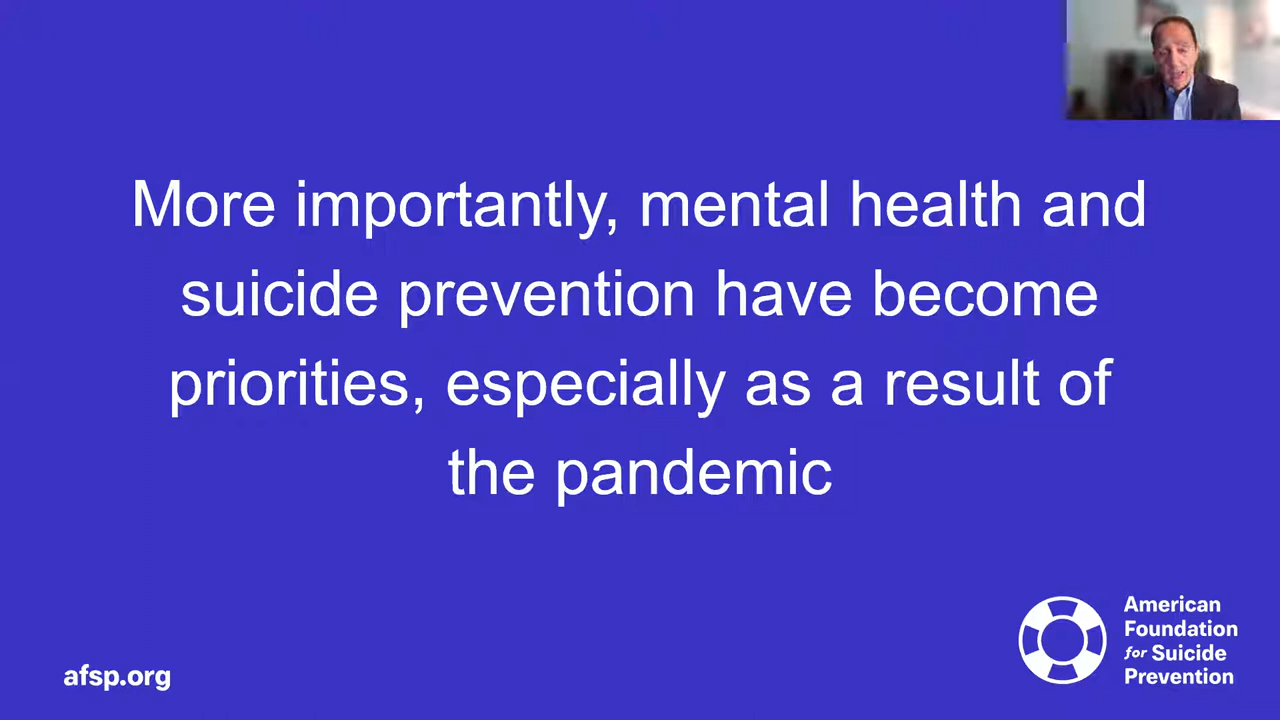 More importantly, mental health and
suicide prevention have become
priorities, especially as a result of
the pandemic
afsp.org
American
Foundation
for Suicide
Prevention